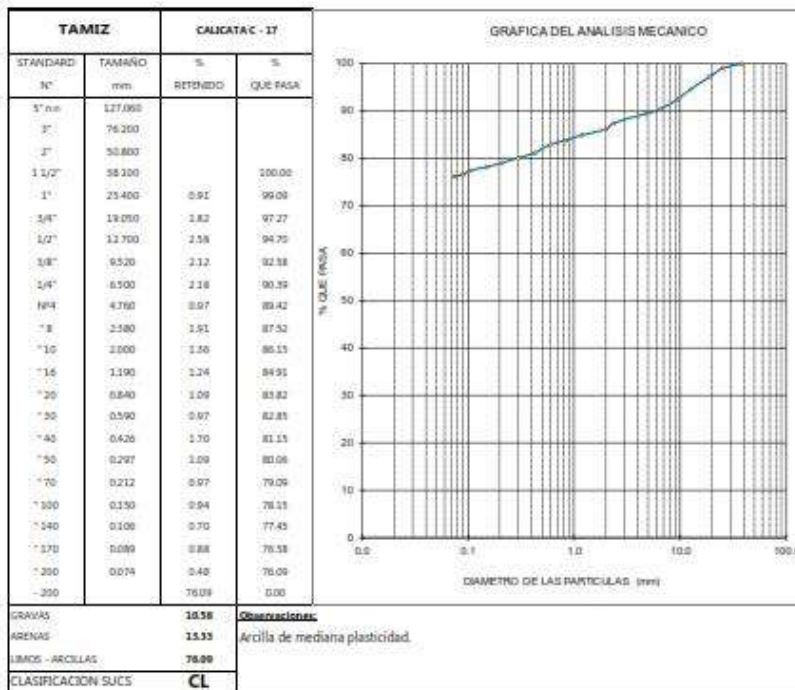 TAMIZ CALICATA C - 17
STANDARD TAMAÑO % %
N° mm RETENIDO QUE PASA
127.060
3" 76.200
2" 50.800
1 1/2" 38.100 100.00
1" 25.400 0.91 99.09
3/4" 19.050 1.82 97.27
1/2" 12.700 2.56 94.70
3/8" 9.520 2.12 92.58
1/4" 6.500 2.18 90.39
Nº4 4.760 0.97 89.42
" 8 2.380 1.91 87.52
" 10 2.000 1.36 86.15
" 16 1.190 1.24 84.91
" 20 0.840 1.09 83.82
" 30 0.590 0.97 82.85
" 40 0.426 1.70 81.15
" 50 0.297 1.09 80.06
" 70 0.212 0.97 79.09
" 100 0.150 0.94 78.15
" 140 0.106 0.70 77.45
" 170 0.089 0.88 76.58
" 200 0.074 0.48 76.09
- 200 76.09 0.00
GRAVAS 10.58
ARENAS 13.33
LIMOS - ARCILLAS 76.09
CLASIFICACION SUCS CL
Observaciones:
Arcilla de mediana plasticidad.
GRAFICA DEL ANALISIS MECANICO
% QUE PASA
100
90
80
70
60
50
40
30
20
10
0
0.0 0.1 1.0 10.0 100.
DIAMETRO DE LAS PARTICULAS (mm)